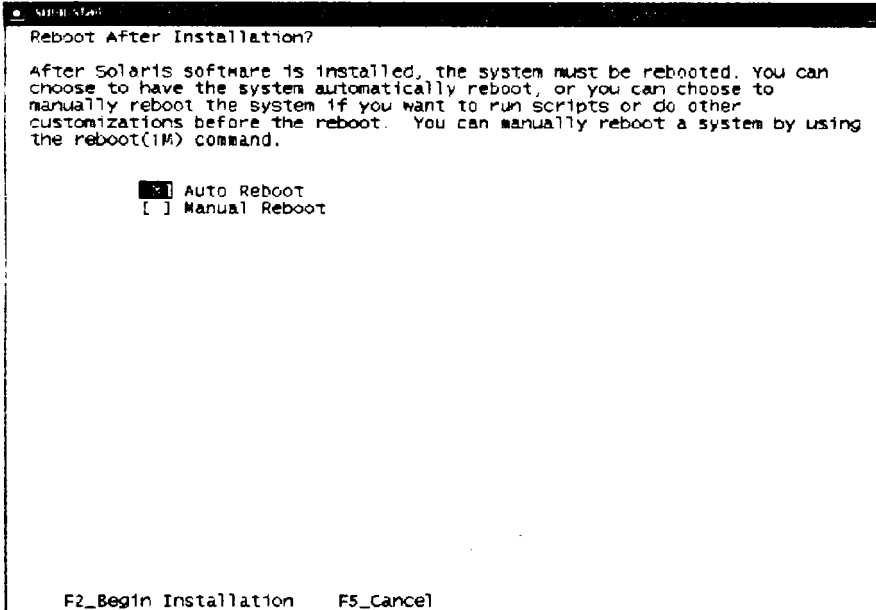 Reboot After Installation?
After Solaris software is installed, the system must be rebooted. You can
choose to have the system automatically reboot, or you can choose to
manually reboot the system if you want to run scripts or do other
customizations before the reboot.  You can manually reboot a system by using
the reboot(1M) command.
[X] Auto Reboot
[ ] Manual Reboot
F2_Begin Installation    F5_Cancel